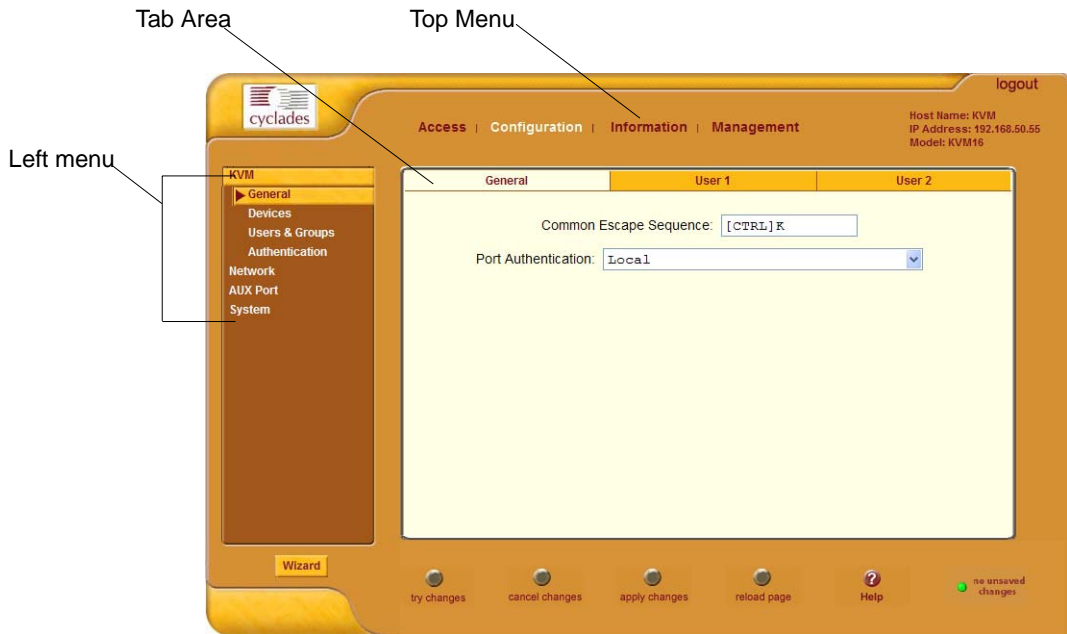 Tab Area
Top Menu
Left menu
cyclades
logout
Access | Configuration | Information | Management
Host Name: KVM
IP Address: 192.168.50.55
Model: KVM16
KVM
General
Devices
Users & Groups
Authentication
Network
AUX Port
System
General
User 1
User 2
Common Escape Sequence: [CTRL]K
Port Authentication: Local
Wizard
try changes
cancel changes
apply changes
reload page
Help
no unsaved
changes